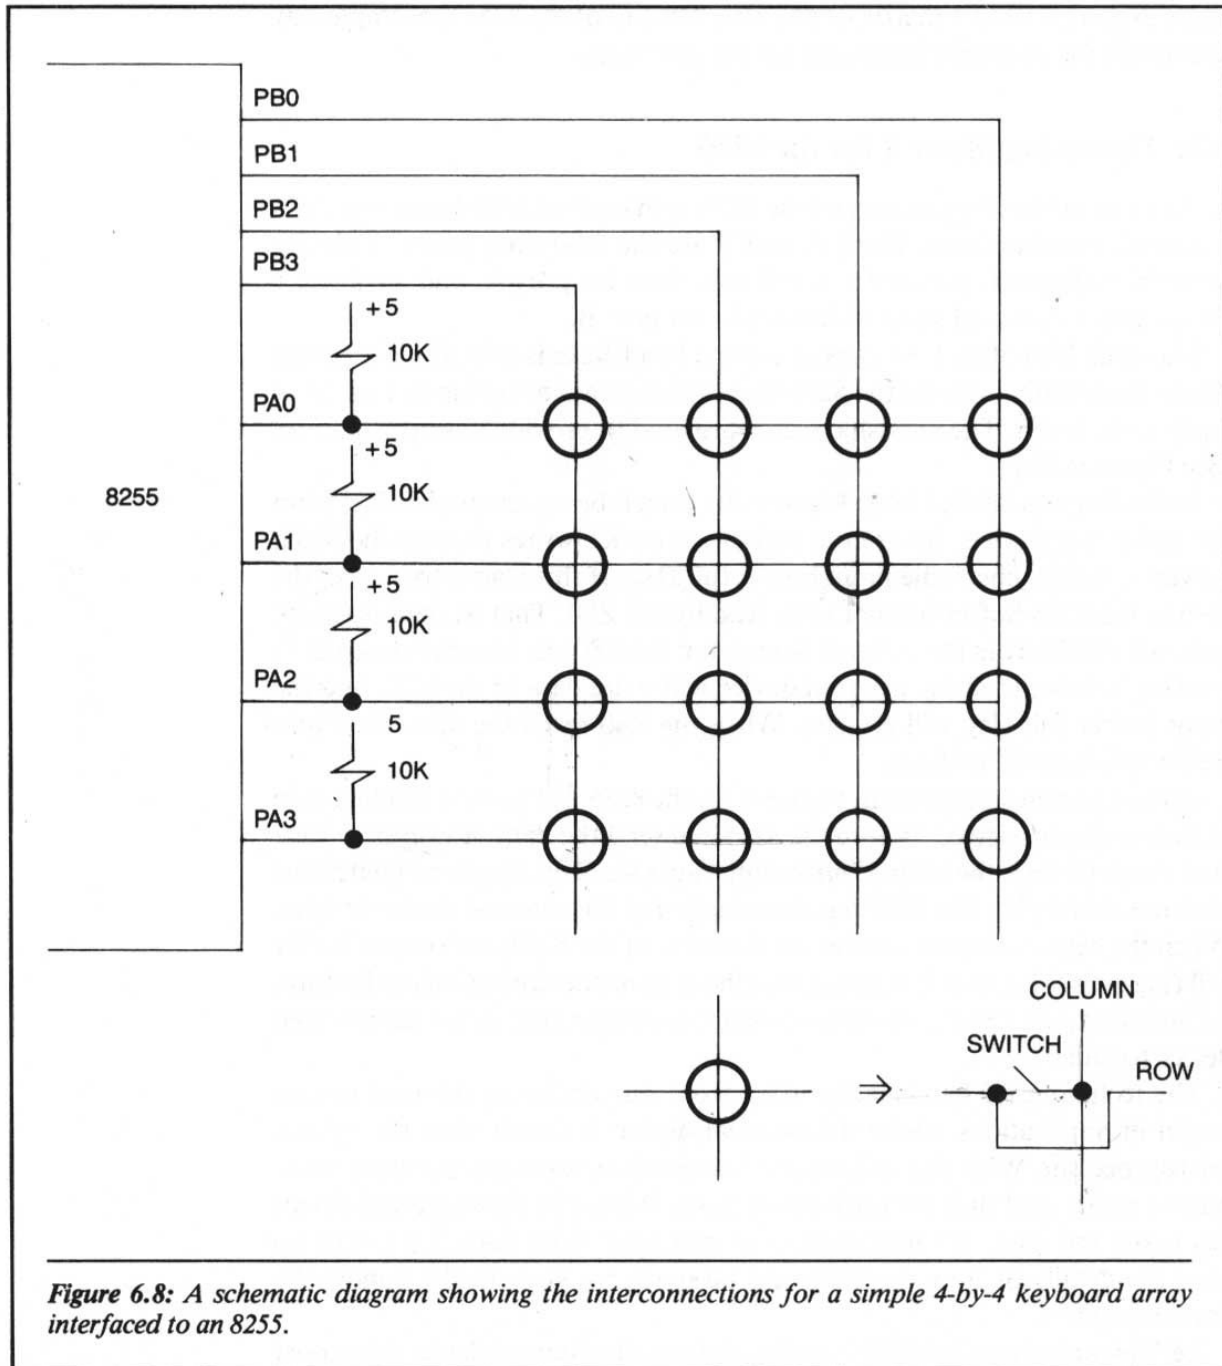 PB0
PB1
PB2
PB3
+5
10K
PA0
+5
10K
8255
PA1
+5
10K
PA2
5
10K
PA3
COLUMN
SWITCH
ROW
Figure 6.8: A schematic diagram showing the interconnections for a simple 4-by-4 keyboard array
interfaced to an 8255.